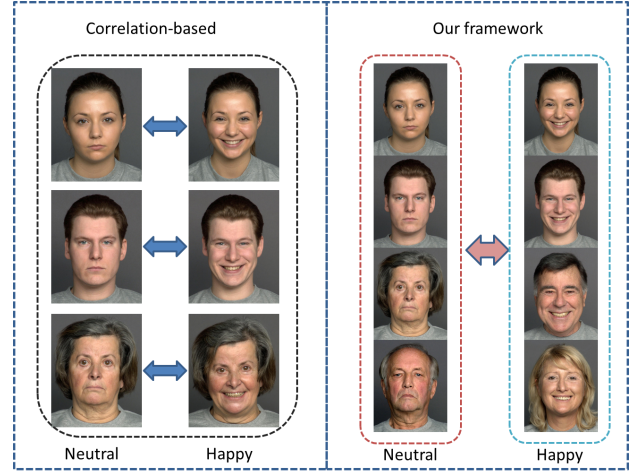 Correlation-based
Our framework
Neutral
Happy
Neutral
Happy